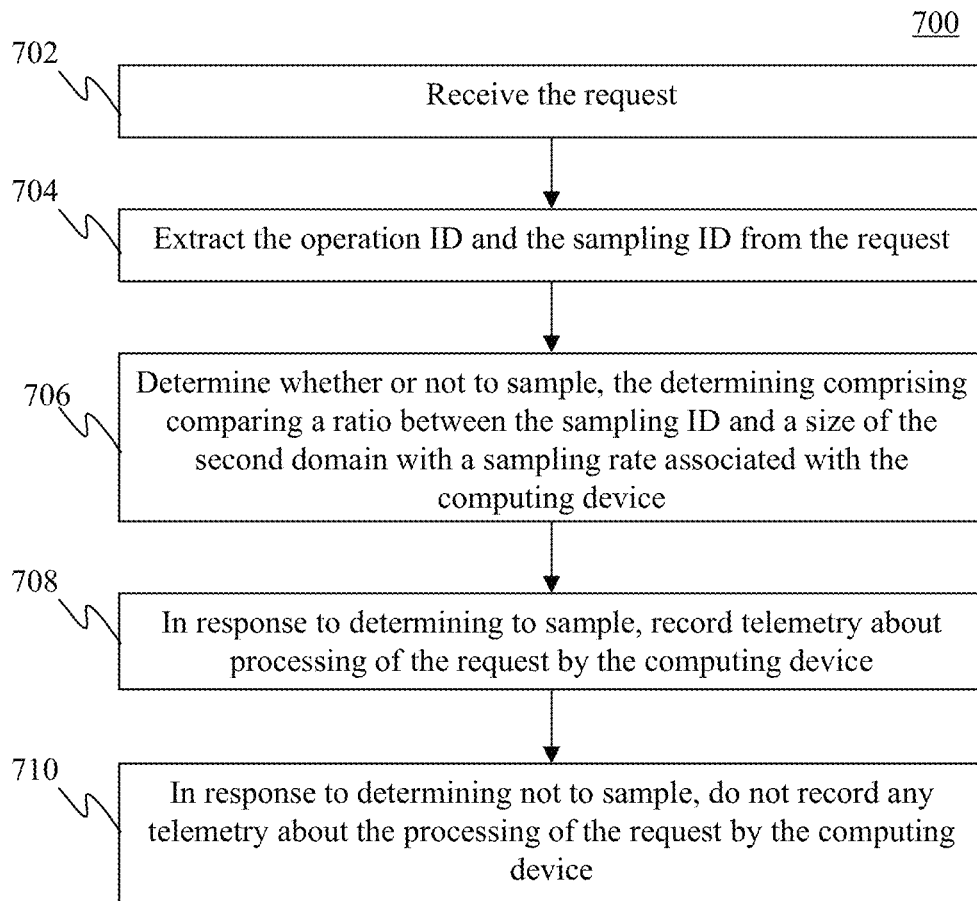 700
702
Receive the request
704
Extract the operation ID and the sampling ID from the request
706
Determine whether or not to sample, the determining comprising
comparing a ratio between the sampling ID and a size of the
second domain with a sampling rate associated with the
computing device
708
In response to determining to sample, record telemetry about
processing of the request by the computing device
710
In response to determining not to sample, do not record any
telemetry about the processing of the request by the computing
device